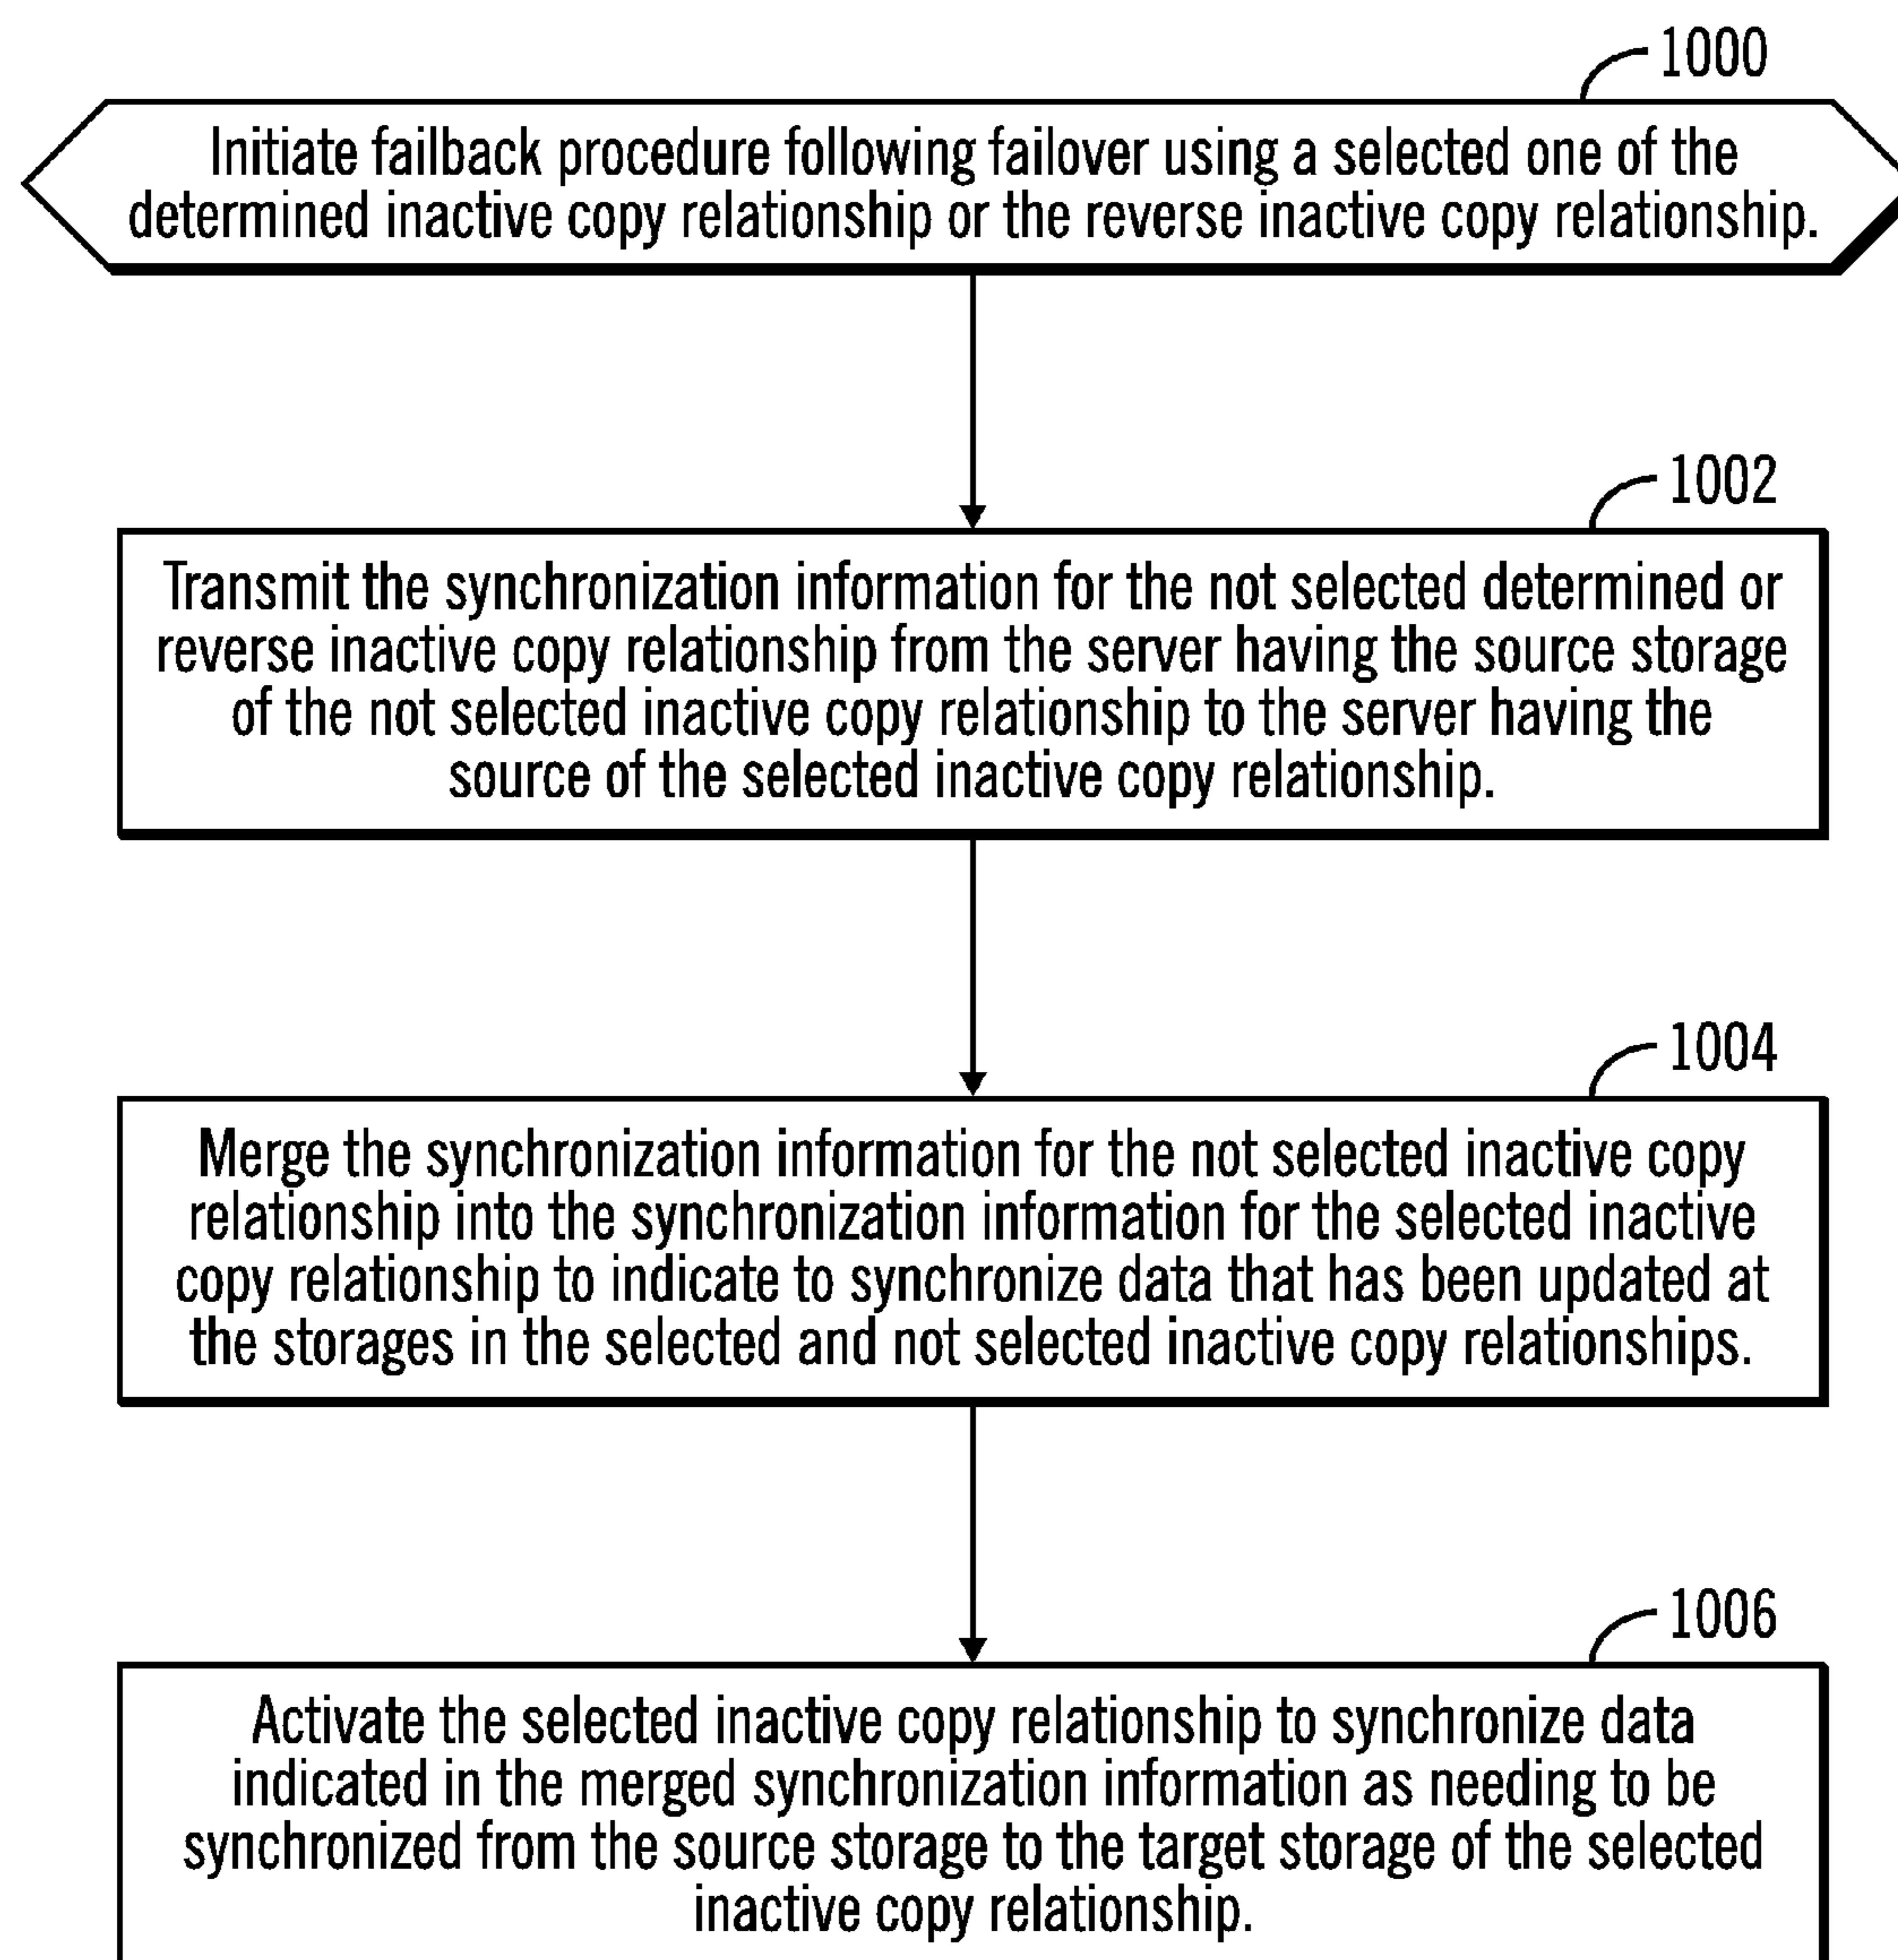 1000
Initiate failback procedure following failover using a selected one of the
determined inactive copy relationship or the reverse inactive copy relationship.
1002
Transmit the synchronization information for the not selected determined or
reverse inactive copy relationship from the server having the source storage
of the not selected inactive copy relationship to the server having the
source of the selected inactive copy relationship.
1004
Merge the synchronization information for the not selected inactive copy
relationship into the synchronization information for the selected inactive
copy relationship to indicate to synchronize data that has been updated at
the storages in the selected and not selected inactive copy relationships.
1006
Activate the selected inactive copy relationship to synchronize data
indicated in the merged synchronization information as needing to be
synchronized from the source storage to the target storage of the selected
inactive copy relationship.